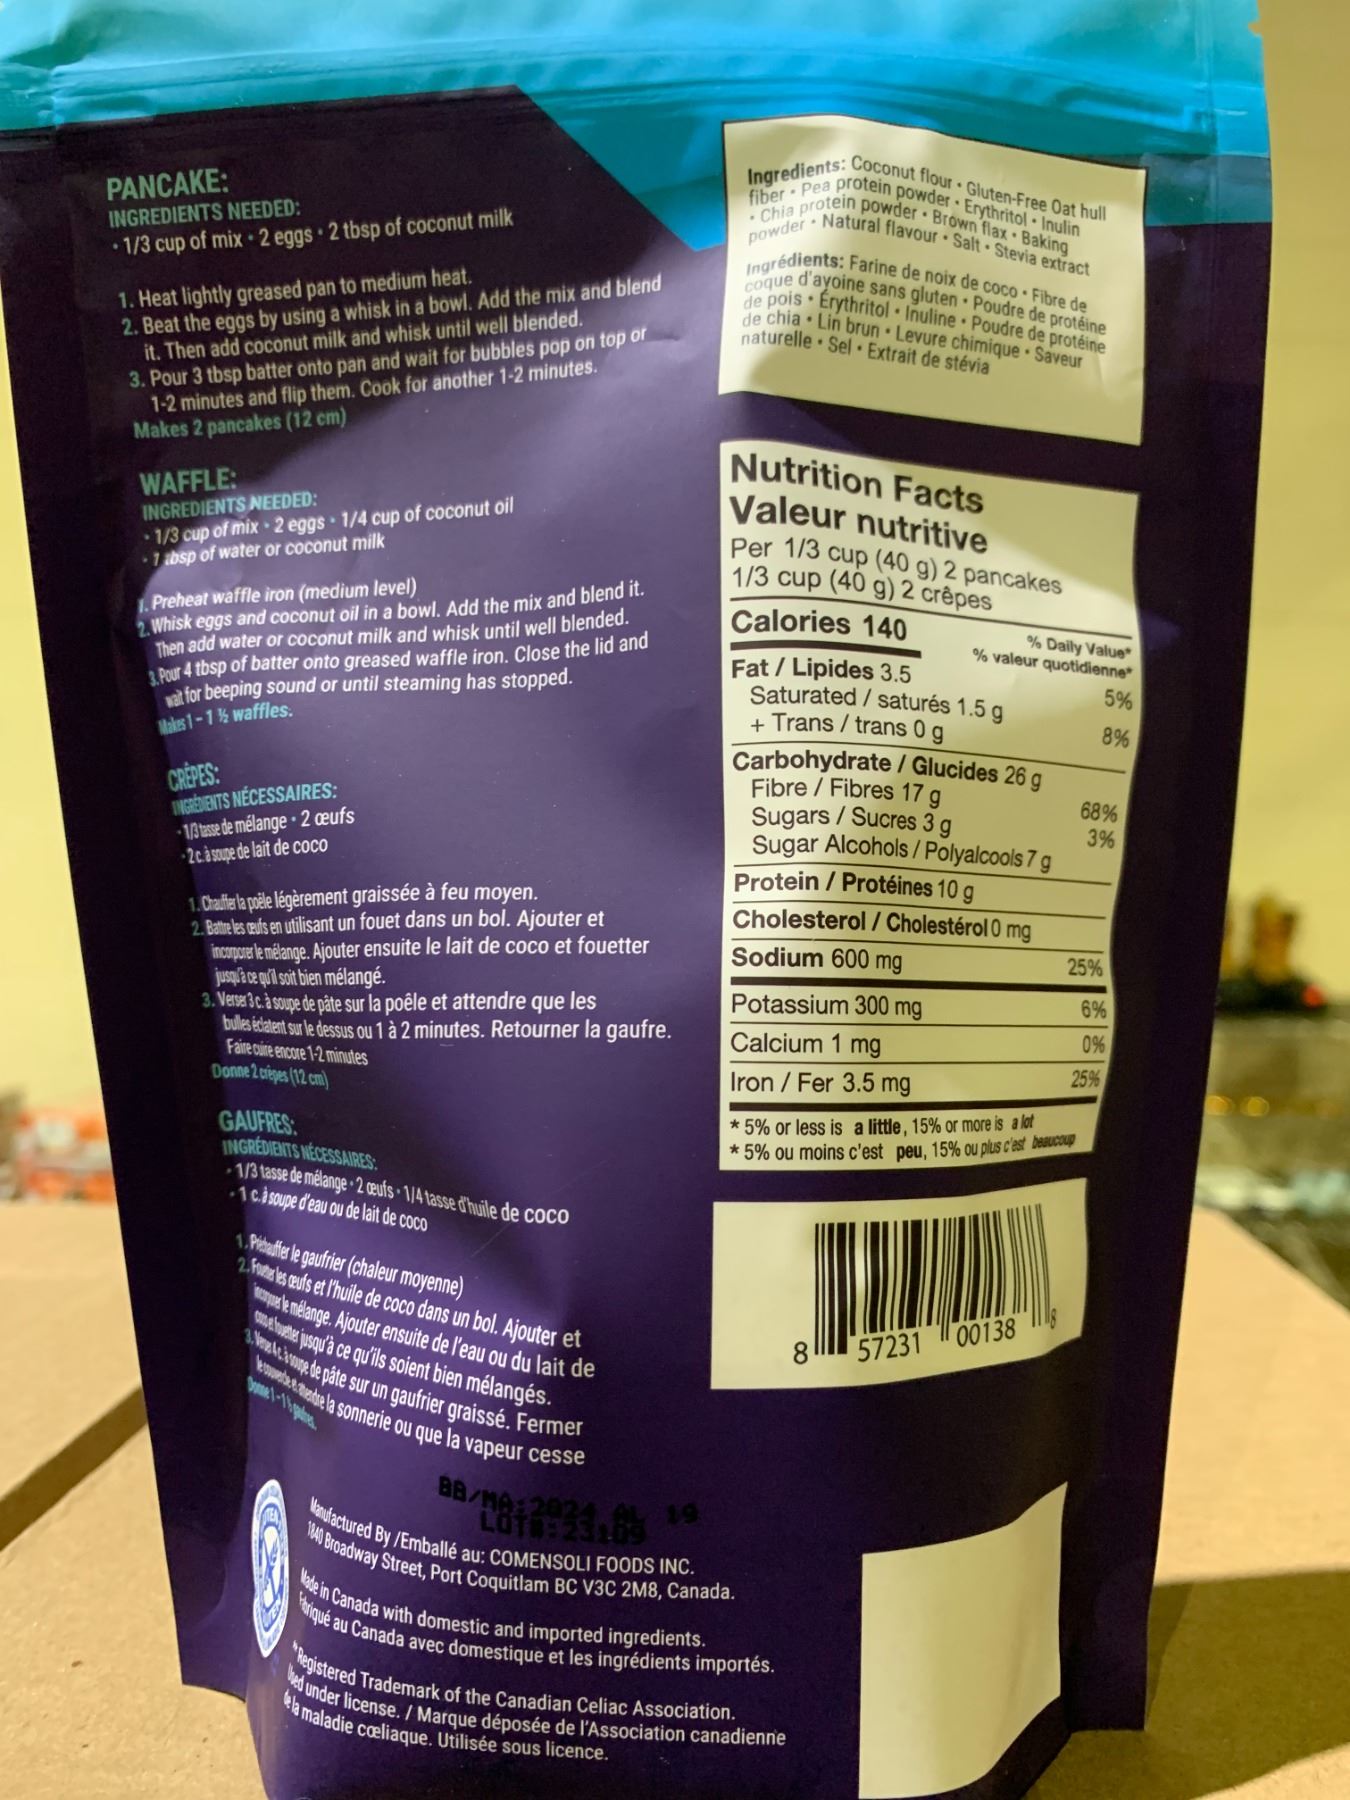 PANCAKE:
INGREDIENTS NEEDED:
· 1/3 cup of mix · 2 eggs · 2 tbsp of coconut milk
1. Heat lightly greased pan to medium heat.
2. Beat the eggs by using a whisk in a bowl. Add the mix and blend
it. Then add coconut milk and whisk until well blended.
3. Pour 3 tbsp batter onto pan and wait for bubbles pop on top or
1-2 minutes and flip them. Cook for another 1-2 minutes.
Makes 2 pancakes (12 cm)
WAFFLE:
INGREDIENTS NEEDED:
· 1/3 cup of mix · 2 eggs · 1/4 cup of coconut oil
· 1 tbsp of water or coconut milk
1. Preheat waffle iron (medium level)
2. Whisk eggs and coconut oil in a bowl. Add the mix and blend it.
Then add water or coconut milk and whisk until well blended.
3. Pour 4 tbsp of batter onto greased waffle iron. Close the lid and
wait for beeping sound or until steaming has stopped.
Makes 1 - 1 ½ waffles.
CRÊPES:
INGRÉDIENTS NÉCESSAIRES:
· 1/3 tasse de mélange · 2 œufs
· 2 c. à soupe de lait de coco
1. Chauffer la poêle légèrement graissée à feu moyen.
2. Battre les œufs en utilisant un fouet dans un bol. Ajouter et
incorporer le mélange. Ajouter ensuite le lait de coco et fouetter
jusqu'à ce qu'il soit bien mélangé.
3. Verser 3 c. à soupe de pâte sur la poêle et attendre que les
bulles éclatent sur le dessus ou 1 à 2 minutes. Retourner la gaufre.
Faire cuire encore 1-2 minutes
Donne 2 crêpes (12 cm)
GAUFRES:
INGRÉDIENTS NÉCESSAIRES:
· 1/3 tasse de mélange · 2 œufs · 1/4 tasse d'huile de coco
· 1 c. à soupe d'eau ou de lait de coco
1. Préchauffer le gaufrier (chaleur moyenne)
2. Fouetter les œufs et l'huile de coco dans un bol. Ajouter et
incorporer le mélange. Ajouter ensuite de l'eau ou du lait de
coco et fouetter jusqu'à ce qu'ils soient bien mélangés.
3. Verser 4 c. à soupe de pâte sur un gaufrier graissé. Fermer
le couvercle et attendre la sonnerie ou que la vapeur cesse
Donne 1 - 1 ½ gaufres.
BB/MA: 2024 AL 19
LOT#: 23109
Manufactured By /Emballé au: COMENSOLI FOODS INC.
1840 Broadway Street, Port Coquitlam BC V3C 2M8, Canada.
Made in Canada with domestic and imported ingredients.
Fabriqué au Canada avec domestique et les ingrédients importés.
Registered Trademark of the Canadian Celiac Association.
Used under license. / Marque déposée de l'Association canadienne
de la maladie cœliaque. Utilisée sous licence.
Ingredients: Coconut flour • Gluten-Free Oat hull
fiber • Pea protein powder • Erythritol • Inulin
• Chia protein powder • Brown flax • Baking
powder • Natural flavour • Salt • Stevia extract
Ingrédients: Farine de noix de coco • Fibre de
coque d'avoine sans gluten • Poudre de protéine
de pois • Érythritol • Inuline • Poudre de protéine
de chia • Lin brun • Levure chimique • Saveur
naturelle • Sel • Extrait de stévia
Nutrition Facts
Valeur nutritive
Per 1/3 cup (40 g) 2 pancakes
1/3 cup (40 g) 2 crêpes
Calories 140
% Daily Value*
% valeur quotidienne*
Fat / Lipides 3.5 5%
Saturated / saturés 1.5 g
+ Trans / trans 0 g 8%
Carbohydrate / Glucides 26 g
Fibre / Fibres 17 g 68%
Sugars / Sucres 3 g 3%
Sugar Alcohols / Polyalcools 7 g
Protein / Protéines 10 g
Cholesterol / Cholestérol 0 mg
Sodium 600 mg 25%
Potassium 300 mg 6%
Calcium 1 mg 0%
Iron / Fer 3.5 mg 25%
* 5% or less is a little, 15% or more is a lot
* 5% ou moins c'est peu, 15% ou plus c'est beaucoup
8 57231 00138 8